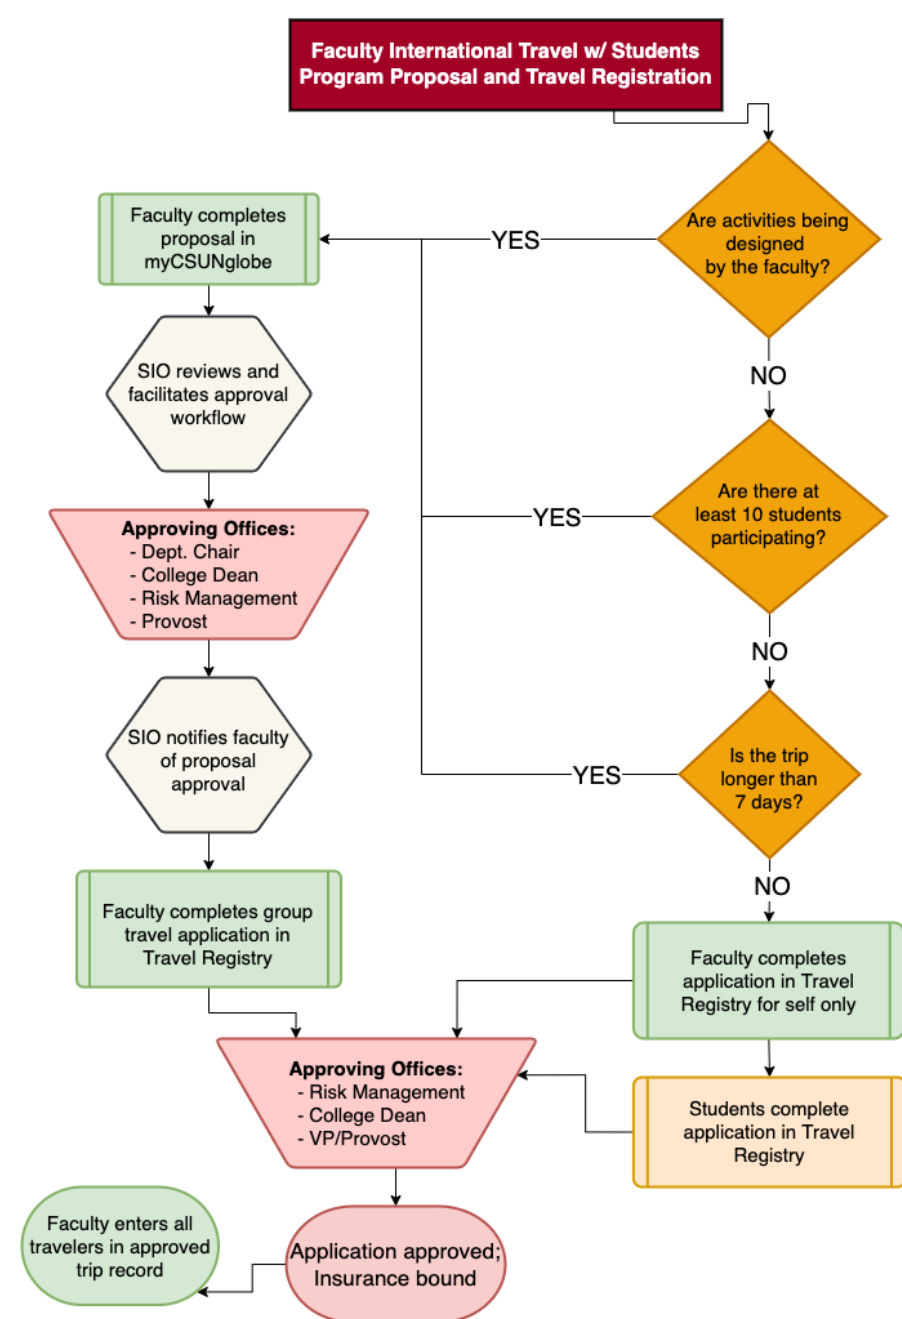 Faculty International Travel w/ Students
Program Proposal and Travel Registration
Are activities being
designed
by the faculty?
YES
NO
Are there at
least 10 students
participating?
YES
NO
Is the trip
longer than
7 days?
YES
NO
Faculty completes
proposal in
myCSUNglobe
SIO reviews and
facilitates approval
workflow
Approving Offices:
- Dept. Chair
- College Dean
- Risk Management
- Provost
SIO notifies faculty
of proposal
approval
Faculty completes group
travel application in
Travel Registry
Faculty completes
application in Travel
Registry for self only
Students complete
application in Travel
Registry
Approving Offices:
- Risk Management
- College Dean
- VP/Provost
Application approved;
Insurance bound
Faculty enters all
travelers in approved
trip record